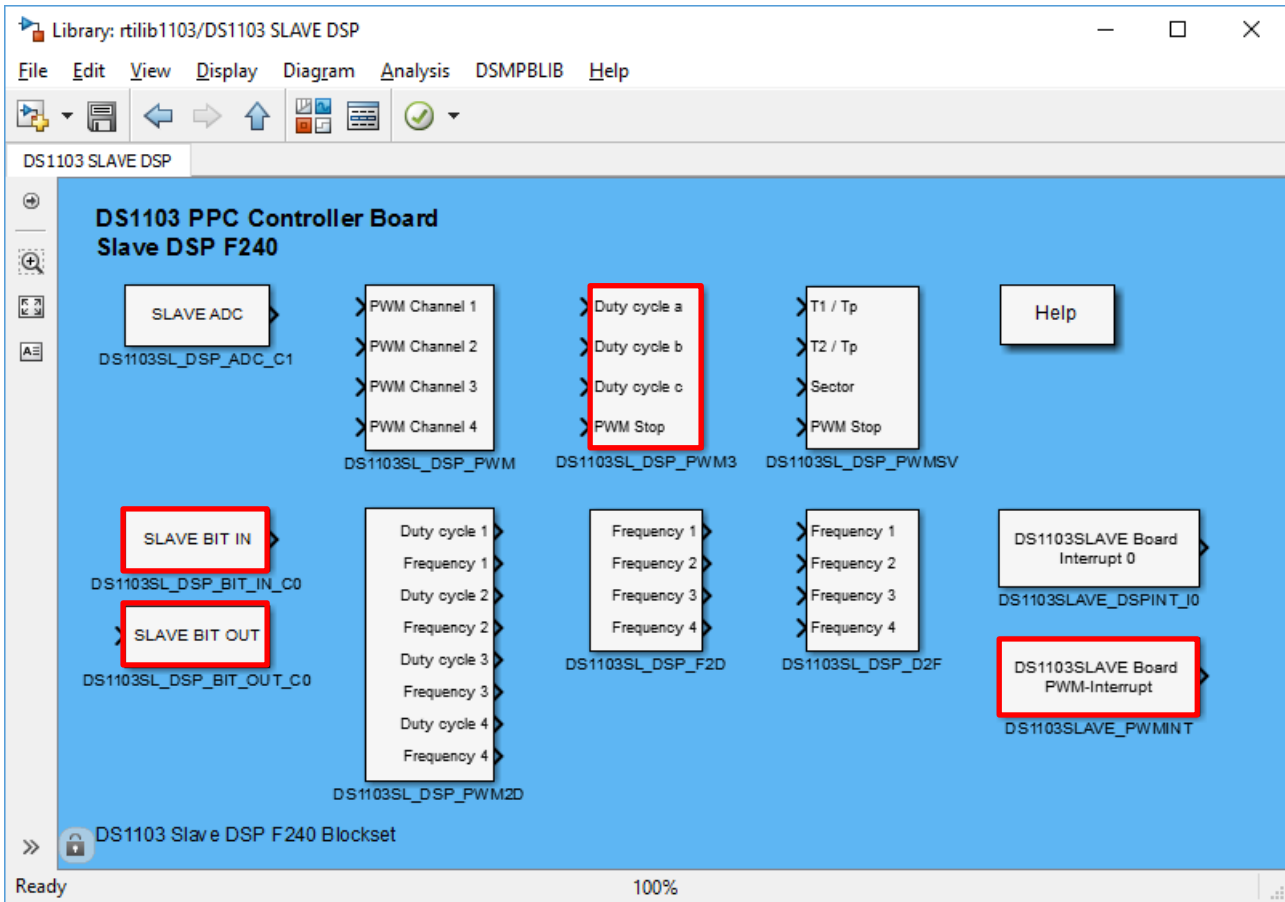 Library: rtilib1103/DS1103 SLAVE DSP
File Edit View Display Diagram Analysis DSMPBLIB Help
DS1103 SLAVE DSP
DS1103 PPC Controller Board
Slave DSP F240
SLAVE ADC
DS1103SL_DSP_ADC_C1
PWM Channel 1
PWM Channel 2
PWM Channel 3
PWM Channel 4
DS1103SL_DSP_PWM
Duty cycle a
Duty cycle b
Duty cycle c
PWM Stop
DS1103SL_DSP_PWM3
T1 / Tp
T2 / Tp
Sector
PWM Stop
DS1103SL_DSP_PWMSV
Help
SLAVE BIT IN
DS1103SL_DSP_BIT_IN_C0
SLAVE BIT OUT
DS1103SL_DSP_BIT_OUT_C0
Duty cycle 1
Frequency 1
Duty cycle 2
Frequency 2
Duty cycle 3
Frequency 3
Duty cycle 4
Frequency 4
DS1103SL_DSP_PWM2D
Frequency 1
Frequency 2
Frequency 3
Frequency 4
DS1103SL_DSP_F2D
Frequency 1
Frequency 2
Frequency 3
Frequency 4
DS1103SL_DSP_D2F
DS1103SLAVE Board
Interrupt 0
DS1103SLAVE_DSPINT_I0
DS1103SLAVE Board
PWM-Interrupt
DS1103SLAVE_PWMINT
DS1103 Slave DSP F240 Blockset
Ready
100%